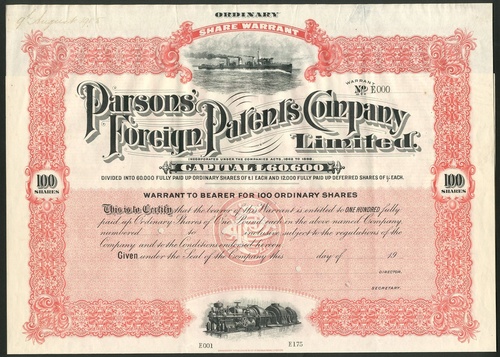 ORDINARY
SHARE WARRANT
WARRANT
No. E000
Parsons'
Foreign Patents Company
Limited.
INCORPORATED UNDER THE COMPANIES ACTS, 1862 TO 1898.
CAPITAL £60600
DIVIDED INTO 60,000 FULLY PAID UP ORDINARY SHARES OF £1 EACH AND 12000 FULLY PAID UP DEFERRED SHARES OF 1/- EACH.
100 SHARES
100 SHARES
WARRANT TO BEARER FOR 100 ORDINARY SHARES
This is to Certify that the bearer of this Warrant is entitled to ONE HUNDRED fully
paid up Ordinary Shares of One Pound each in the above named Company
numbered to inclusive subject to the regulations of the
Company and to the Conditions endorsed hereon.
Given under the Seal of the Company this day of 19
DIRECTOR.
SECRETARY.
E001 E175